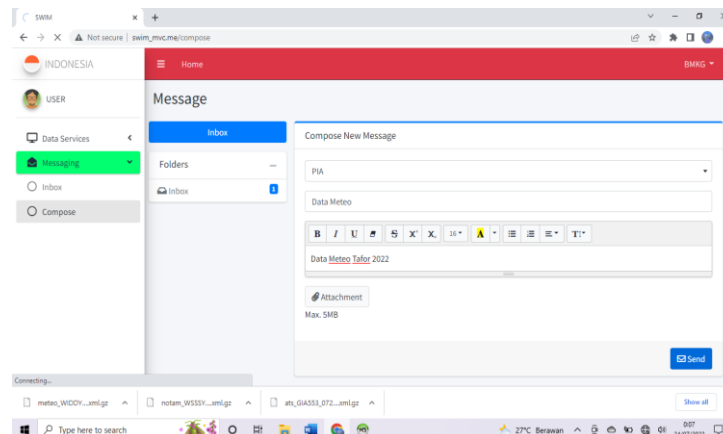 SWIM
Not secure | swim_mvc.me/compose
INDONESIA
Home
BMKG
USER
Message
Data Services
Messaging
Inbox
Compose
Inbox
Folders
Inbox 1
Compose New Message
PIA
Data Meteo
B I U S X² X₂ 16 A T!
Data Meteo Tafor 2022
Attachment
Max. 5MB
Send
Connecting...
meteo_WIDDY....xml.gz
notam_WSSSY....xml.gz
ats_GIA353_072....xml.gz
Show all
Type here to search
27°C Berawan
0:07